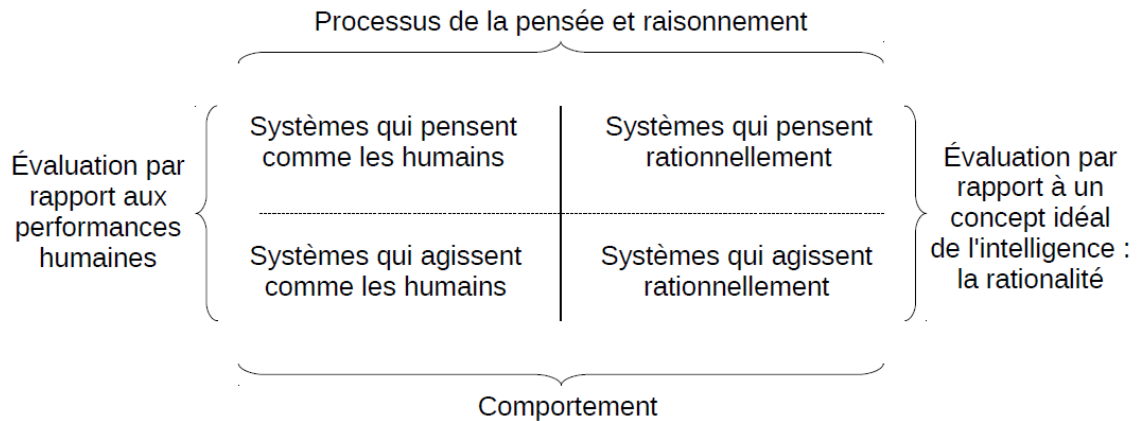 Processus de la pensée et raisonnement
Évaluation par
rapport aux
performances
humaines
Systèmes qui pensent
comme les humains
Systèmes qui pensent
rationnellement
Systèmes qui agissent
comme les humains
Systèmes qui agissent
rationnellement
Évaluation par
rapport à un
concept idéal
de l'intelligence :
la rationalité
Comportement